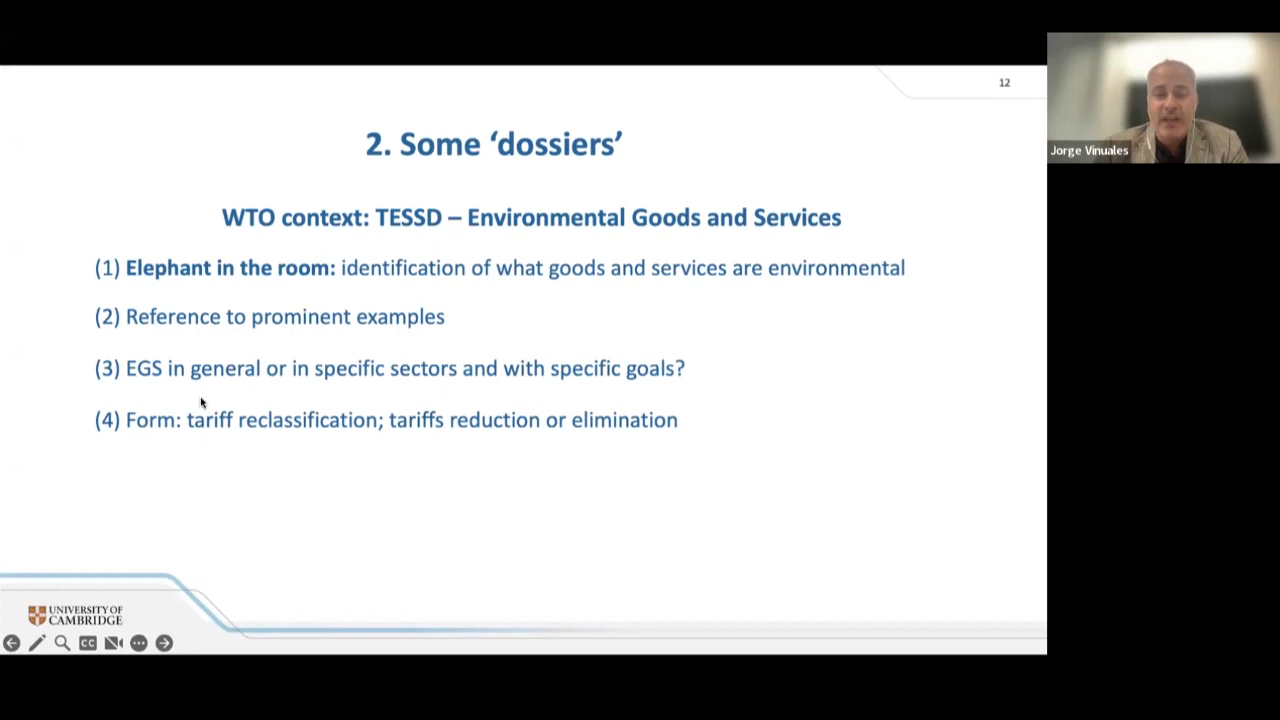 12
2. Some ‘dossiers’
WTO context: TESSD – Environmental Goods and Services
(1) Elephant in the room: identification of what goods and services are environmental
(2) Reference to prominent examples
(3) EGS in general or in specific sectors and with specific goals?
(4) Form: tariff reclassification; tariffs reduction or elimination
UNIVERSITY OF
CAMBRIDGE
CC
Jorge Vinuales